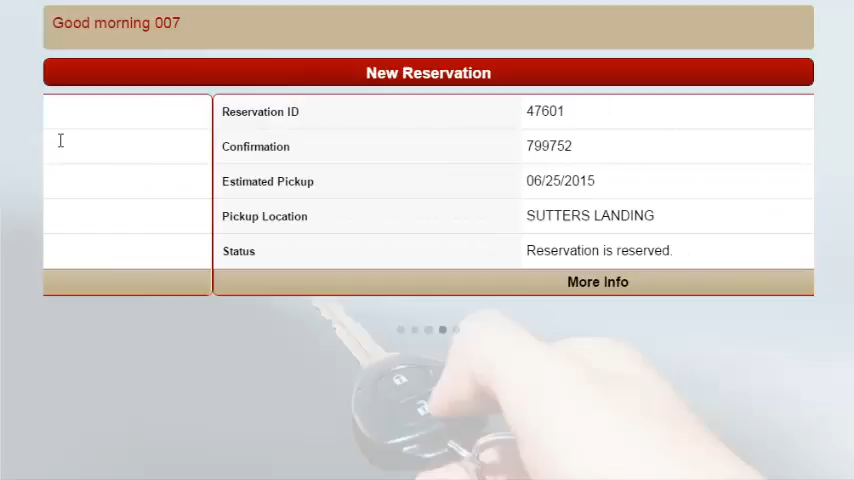 Good morning 007
New Reservation
Reservation ID 47601
Confirmation 799752
Estimated Pickup 06/25/2015
Pickup Location SUTTERS LANDING
Status Reservation is reserved.
More Info